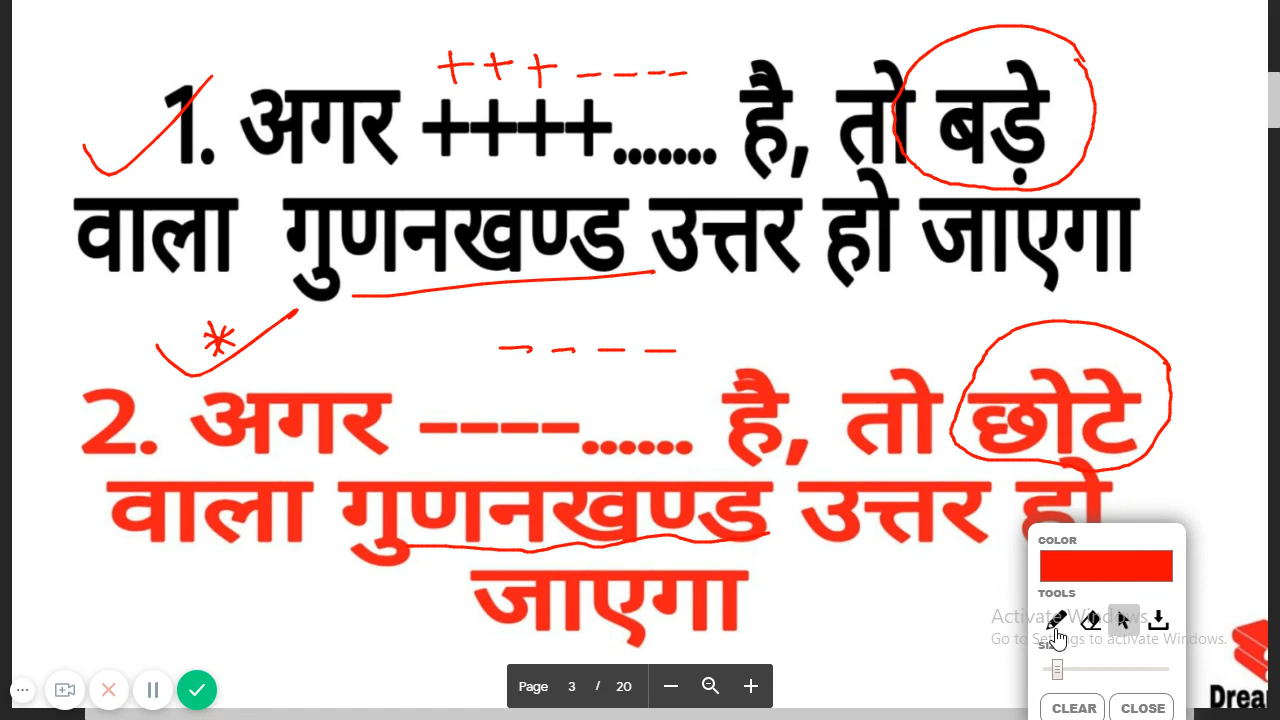 + + + - - - -
1. अगर ++++....... है, तो बड़े
वाला गुणनखण्ड उत्तर हो जाएगा
*
- - - -
2. अगर ----...... है, तो छोटे
वाला गुणनखण्ड उत्तर हो
जाएगा
COLOR
TOOLS
Activate Windows
Go to Settings to activate Windows.
CLEAR CLOSE
Page 3 / 20